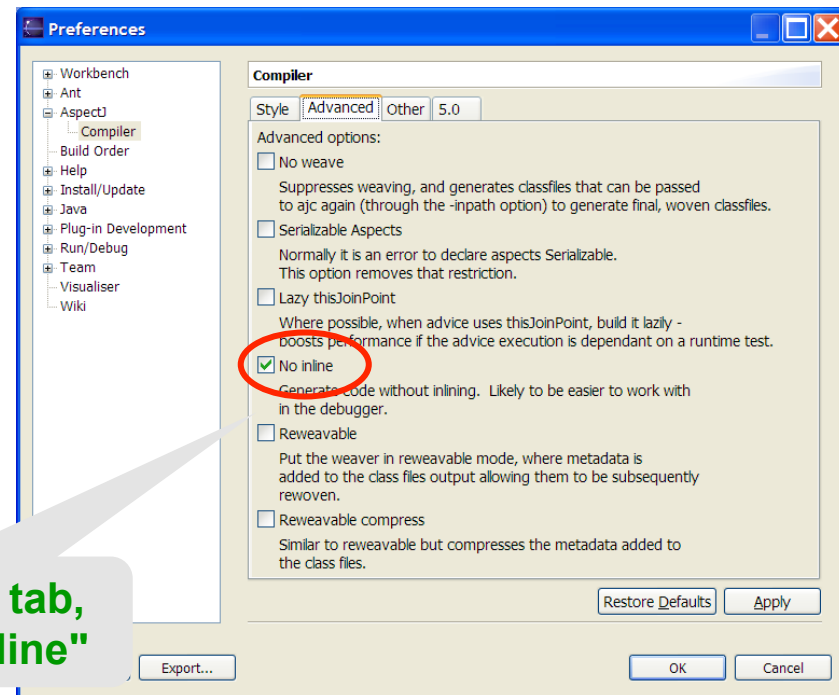 Preferences
Workbench
Ant
AspectJ
Compiler
Build Order
Help
Install/Update
Java
Plug-in Development
Run/Debug
Team
Visualiser
Wiki
Compiler
Style Advanced Other 5.0
Advanced options:
No weave
Suppresses weaving, and generates classfiles that can be passed
to ajc again (through the -inpath option) to generate final, woven classfiles.
Serializable Aspects
Normally it is an error to declare aspects Serializable.
This option removes that restriction.
Lazy thisJoinPoint
Where possible, when advice uses thisJoinPoint, build it lazily -
boosts performance if the advice execution is dependant on a runtime test.
No inline
Generate code without inlining. Likely to be easier to work with
in the debugger.
Reweavable
Put the weaver in reweavable mode, where metadata is
added to the class files output allowing them to be subsequently
rewoven.
Reweavable compress
Similar to reweavable but compresses the metadata added to
the class files.
Restore Defaults Apply
tab,
line"
Export... OK Cancel